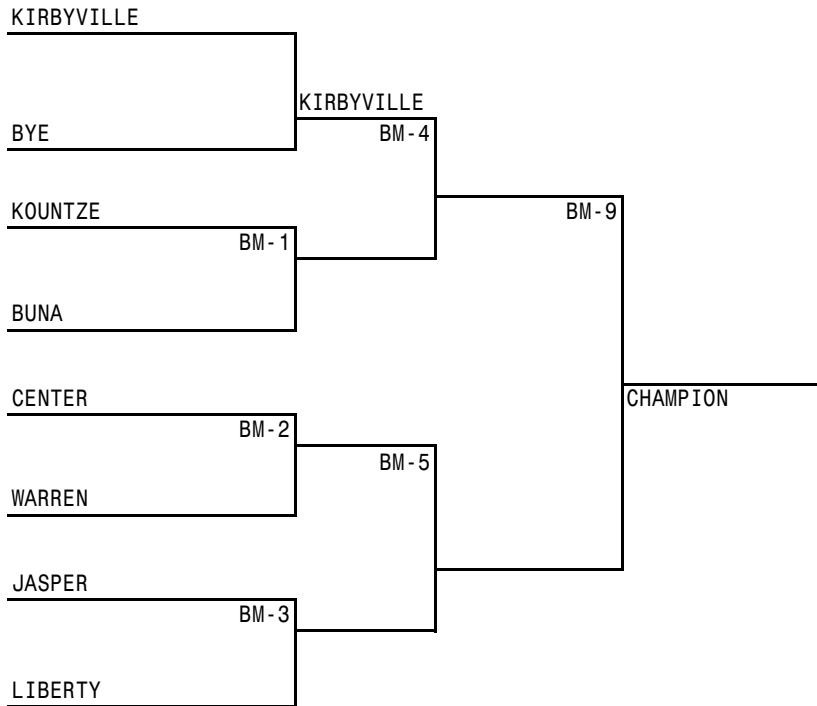 KIRBYVILLE
KIRBYVILLE
BYE
BM-4
KOUNTZE
BM-9
BM-1
BUNA
CENTER
CHAMPION
BM-2
BM-5
WARREN
JASPER
BM-3
LIBERTY